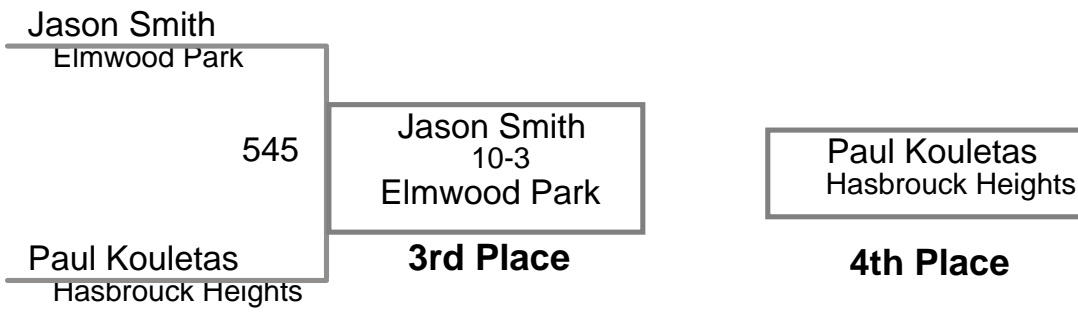 Jason Smith
Elmwood Park
545
Jason Smith
10-3
Elmwood Park
3rd Place
Paul Kouletas
Hasbrouck Heights
4th Place
Paul Kouletas
Hasbrouck Heights